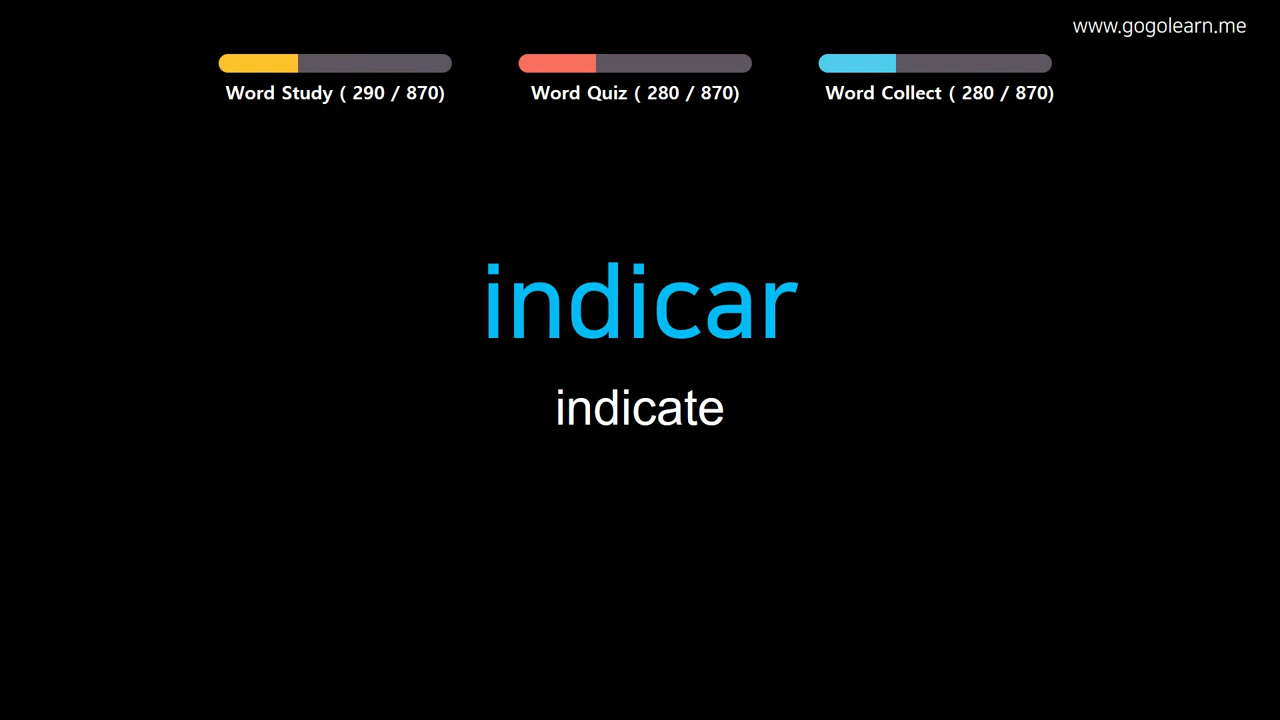 www.gogolearn.me
Word Study ( 290 / 870)
Word Quiz ( 280 / 870)
Word Collect ( 280 / 870)
indicar
indicate